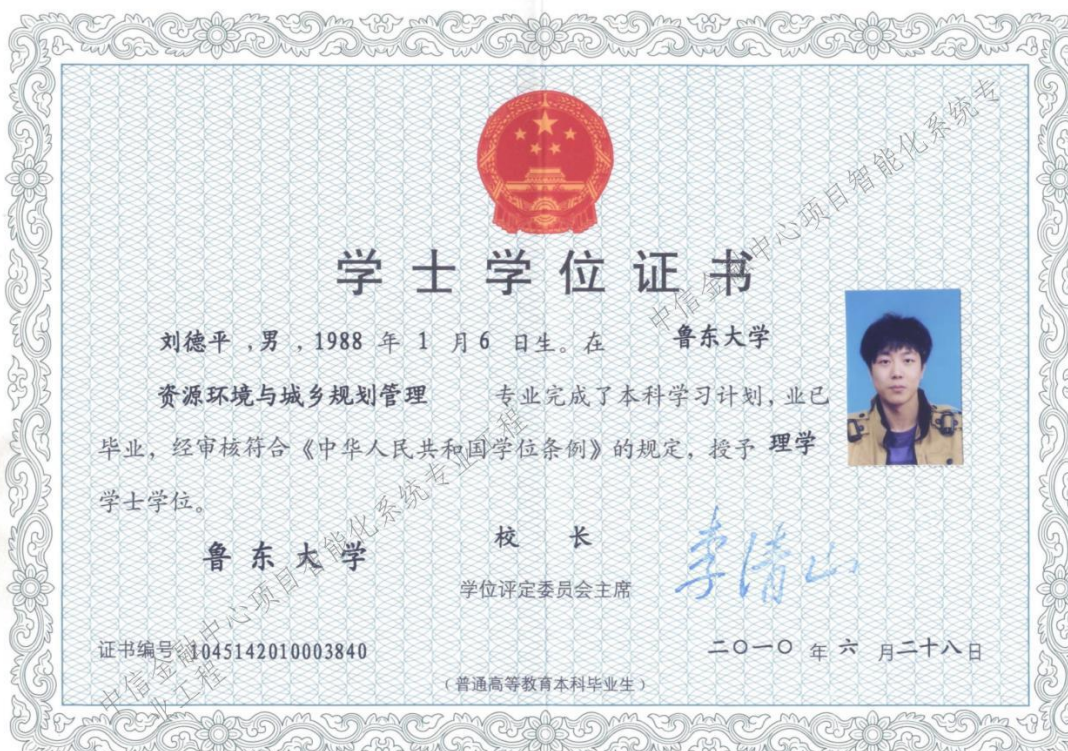 学士学位证书
刘德平 ,男 , 1988 年 1 月 6 日生。在 鲁东大学
资源环境与城乡规划管理 专业完成了本科学习计划, 业已
毕业, 经审核符合《中华人民共和国学位条例》的规定, 授予 理学
学士学位。
鲁东大学
校 长
学位评定委员会主席
李清山
证书编号 1045142010003840
二〇一〇 年 六 月二十八日
(普通高等教育本科毕业生)
中信金融中心项目智能化系统专
中信金融中心项目智能化系统专业工程
业工程